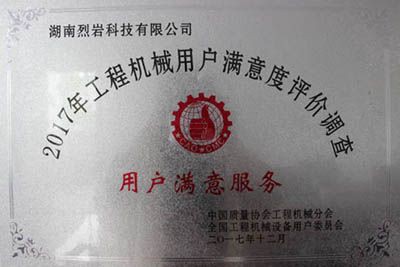 湖南烈岩科技有限公司
2017年工程机械用户满意度评价调查
CAQ·CMC
用户满意服务
中国质量协会工程机械分会
全国工程机械设备用户委员会
二〇一七年十二月